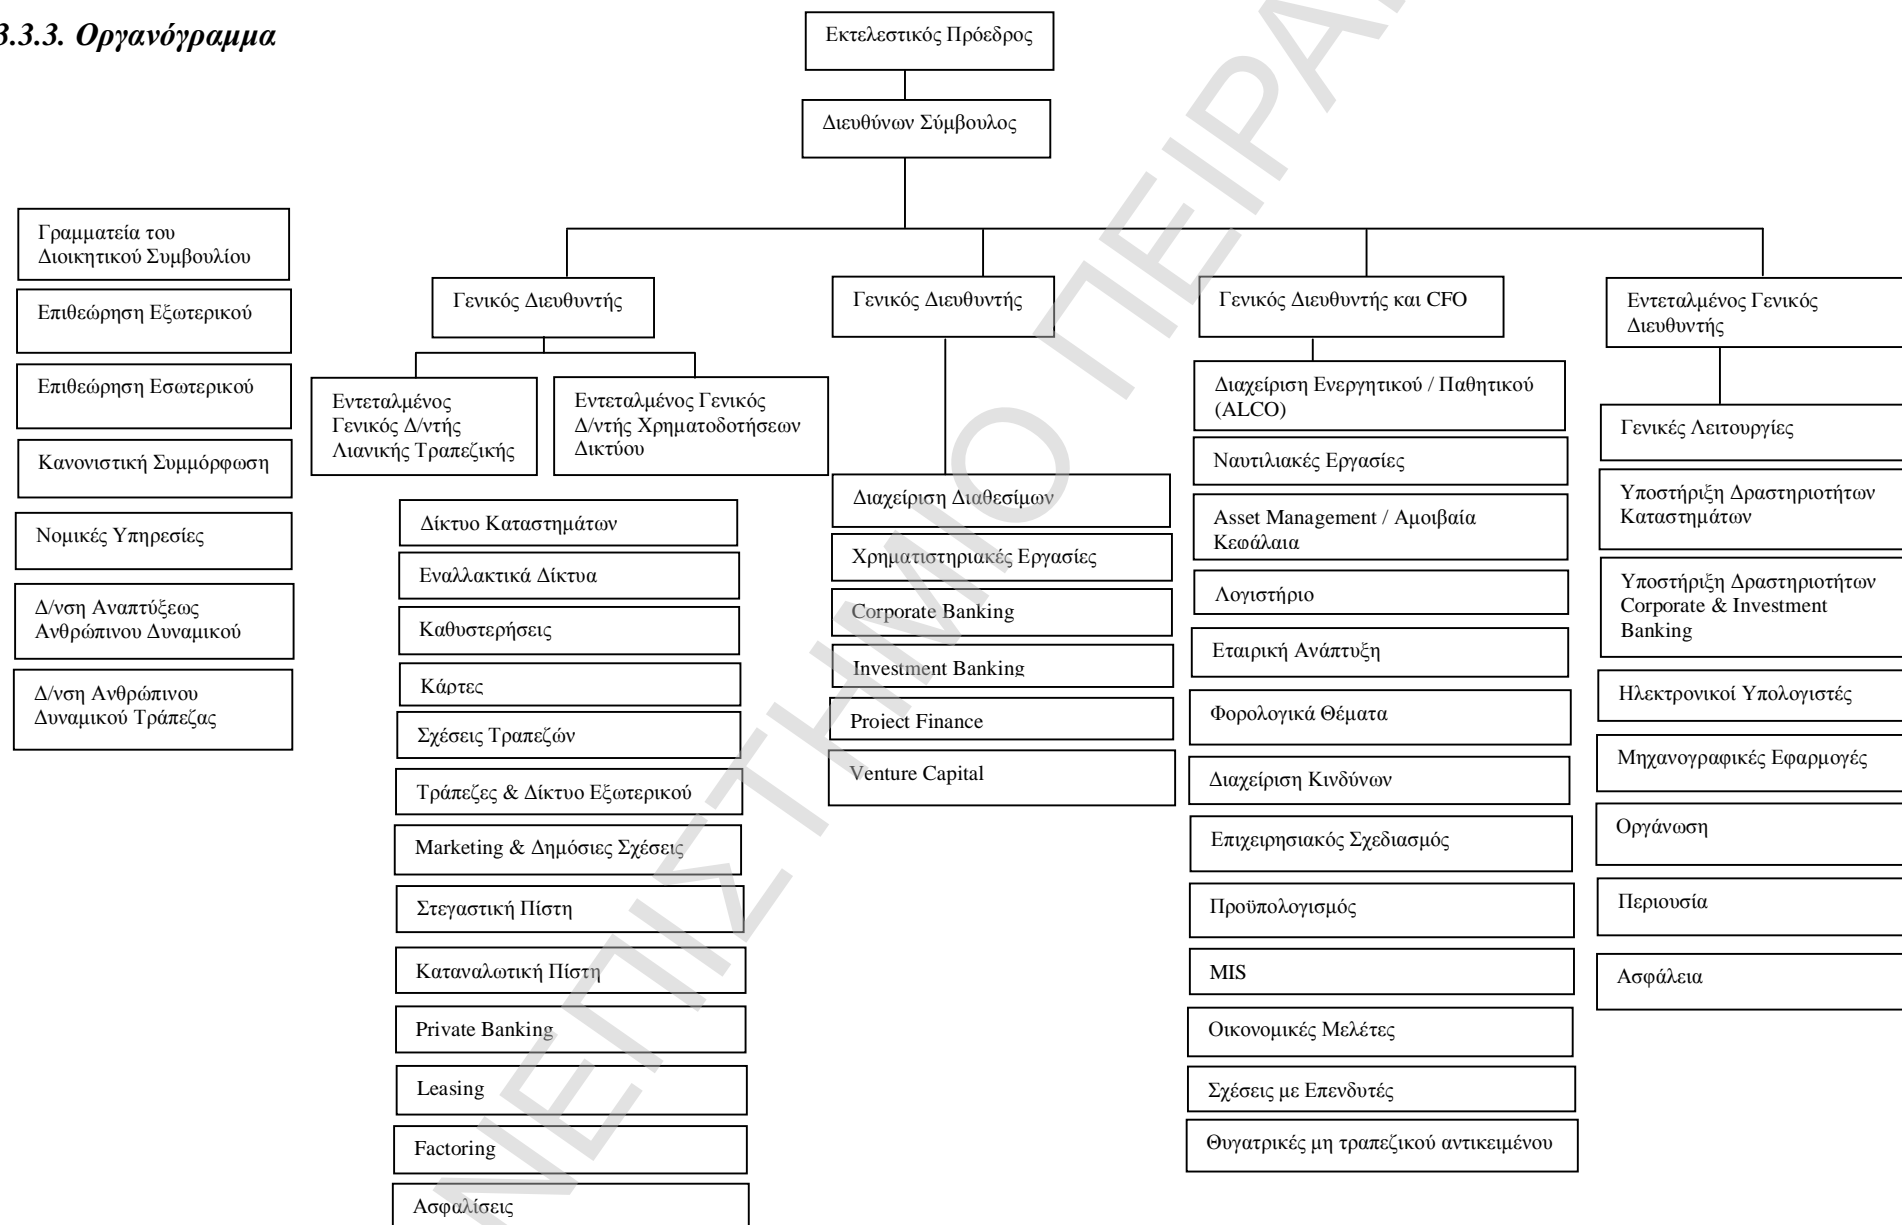 3.3.3. Οργανόγραμμα
Εκτελεστικός Πρόεδρος
Διευθύνων Σύμβουλος
Γραμματεία του
Διοικητικού Συμβουλίου
Επιθεώρηση Εξωτερικού
Επιθεώρηση Εσωτερικού
Κανονιστική Συμμόρφωση
Νομικές Υπηρεσίες
Δ/νση Αναπτύξεως
Ανθρώπινου Δυναμικού
Δ/νση Ανθρώπινου
Δυναμικού Τράπεζας
Γενικός Διευθυντής
Εντεταλμένος
Γενικός Δ/ντής
Λιανικής Τραπεζικής
Εντεταλμένος Γενικός
Δ/ντής Χρηματοδοτήσεων
Δικτύου
Δίκτυο Καταστημάτων
Εναλλακτικά Δίκτυα
Καθυστερήσεις
Κάρτες
Σχέσεις Τραπεζών
Τράπεζες & Δίκτυο Εξωτερικού
Marketing & Δημόσιες Σχέσεις
Στεγαστική Πίστη
Καταναλωτική Πίστη
Private Banking
Leasing
Factoring
Ασφαλίσεις
Γενικός Διευθυντής
Διαχείριση Διαθεσίμων
Χρηματιστηριακές Εργασίες
Corporate Banking
Investment Banking
Project Finance
Venture Capital
Γενικός Διευθυντής και CFO
Διαχείριση Ενεργητικού / Παθητικού
(ALCO)
Ναυτιλιακές Εργασίες
Asset Management / Αμοιβαία
Κεφάλαια
Λογιστήριο
Εταιρική Ανάπτυξη
Φορολογικά Θέματα
Διαχείριση Κινδύνων
Επιχειρησιακός Σχεδιασμός
Προϋπολογισμός
MIS
Οικονομικές Μελέτες
Σχέσεις με Επενδυτές
Θυγατρικές μη τραπεζικού αντικειμένου
Εντεταλμένος Γενικός
Διευθυντής
Γενικές Λειτουργίες
Υποστήριξη Δραστηριοτήτων
Καταστημάτων
Υποστήριξη Δραστηριοτήτων
Corporate & Investment
Banking
Ηλεκτρονικοί Υπολογιστές
Μηχανογραφικές Εφαρμογές
Οργάνωση
Περιουσία
Ασφάλεια
ΝΕΠΙΣΤΗΜΙΟ ΠΕΙΡΑ